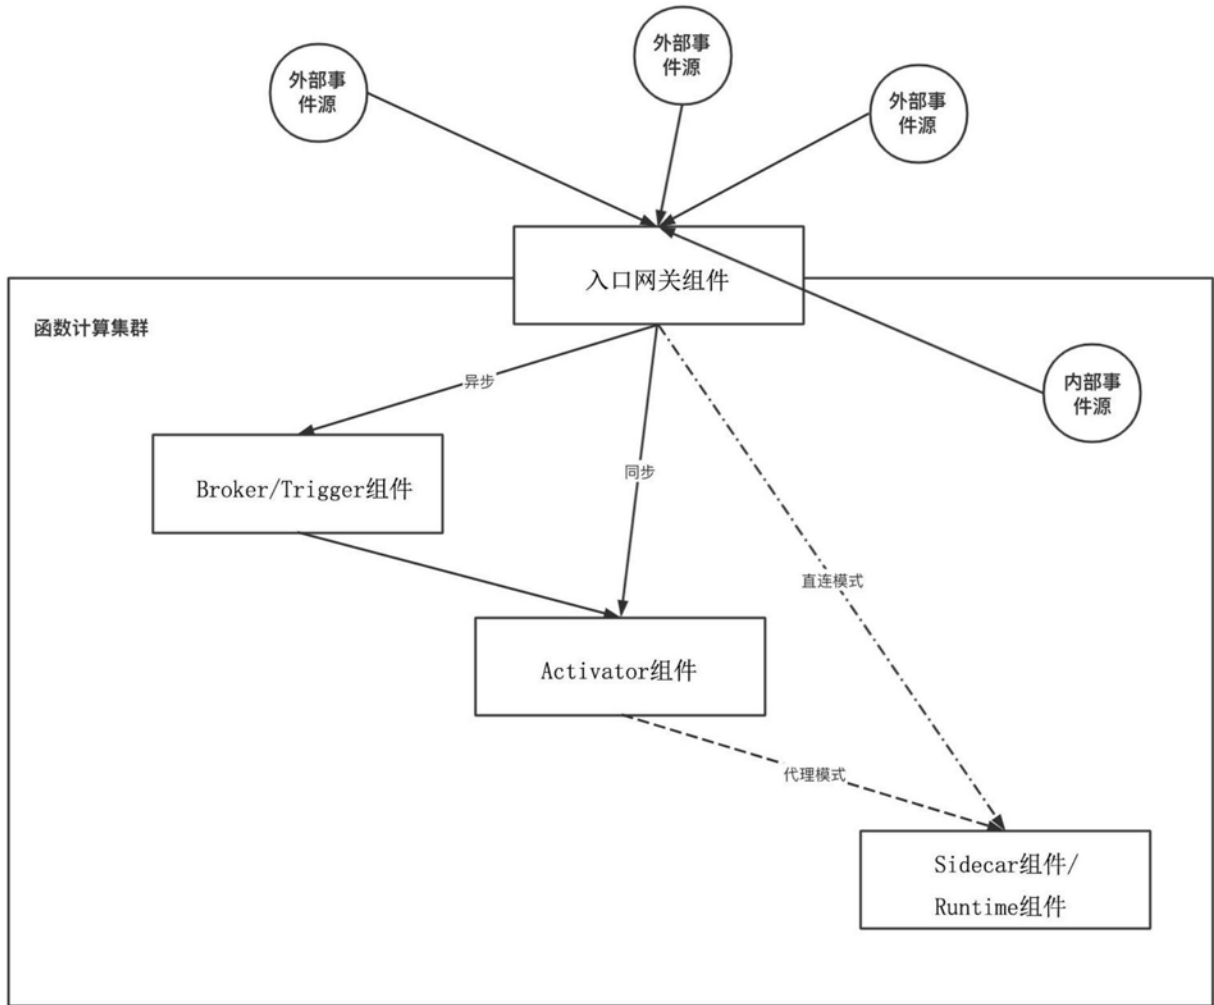 外部事
件源
外部事
件源
外部事
件源
入口网关组件
函数计算集群
内部事
件源
异步
Broker/Trigger组件
同步
直连模式
Activator组件
代理模式
Sidecar组件/
Runtime组件